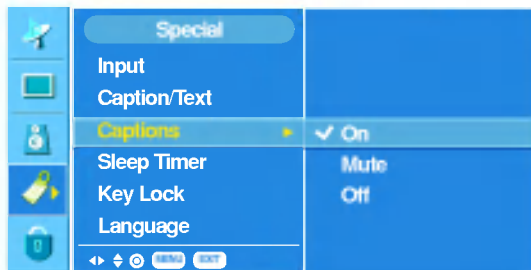 Special
Input
Caption/Text
Captions
✔ On
Sleep Timer
Mute
Key Lock
Off
Language
MENU EXIT